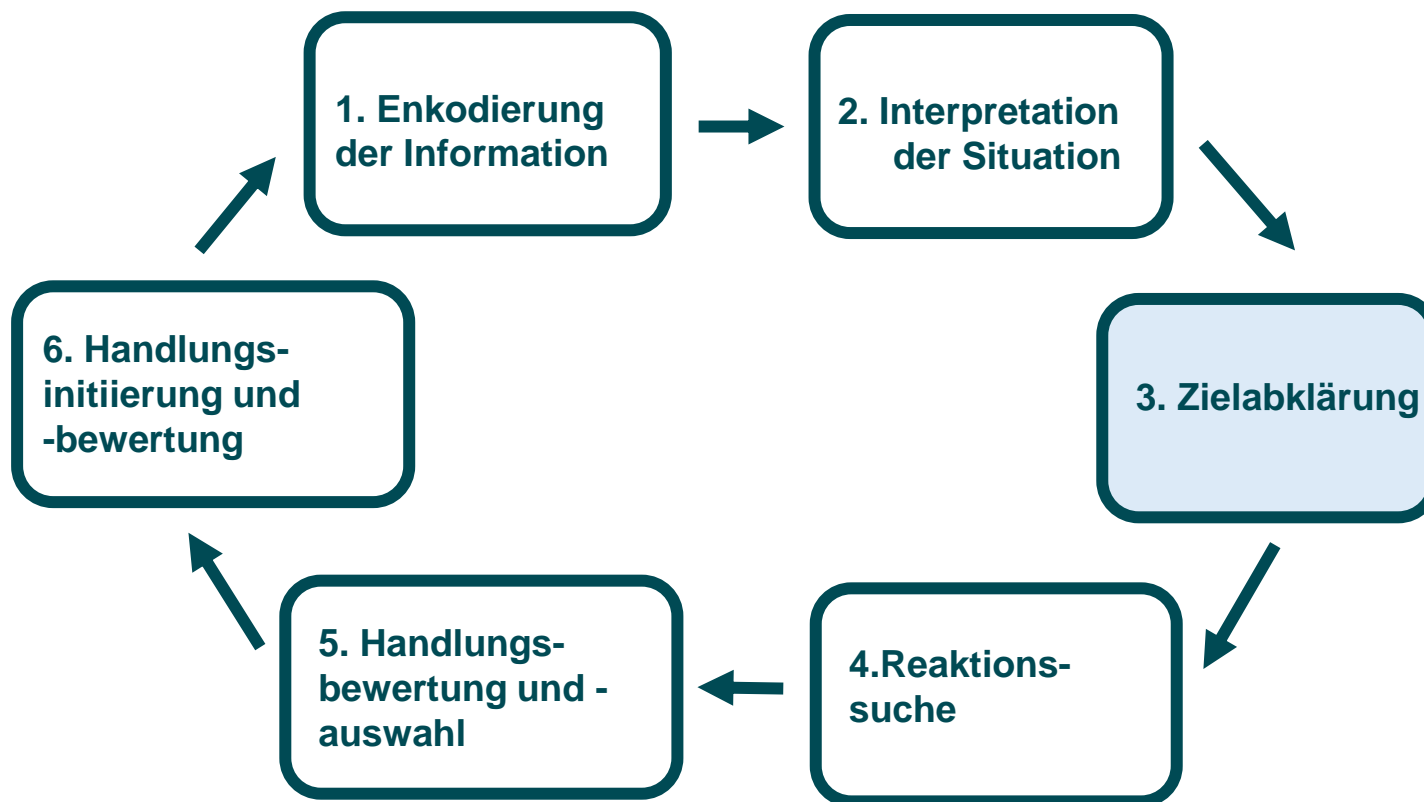 1. Enkodierung
der Information
2. Interpretation
der Situation
3. Zielabklärung
4.Reaktions-
suche
5. Handlungs-
bewertung und -
auswahl
6. Handlungs-
initiierung und
-bewertung